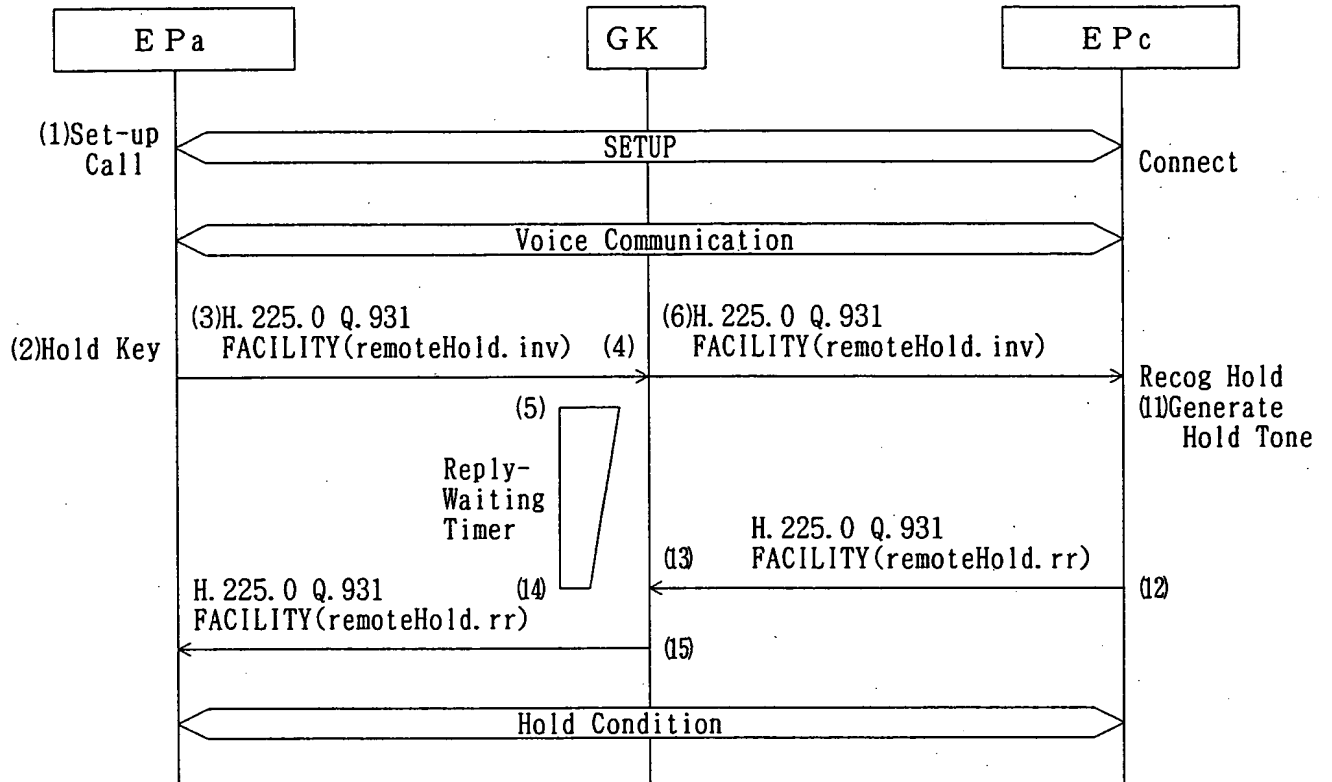 EPa
GK
EPc
(1)Set-up
Call
SETUP
Connect
Voice Communication
(2)Hold Key
(3)H.225.0 Q.931
FACILITY(remoteHold.inv)
(4)
(6)H.225.0 Q.931
FACILITY(remoteHold.inv)
Recog Hold
(11)Generate
Hold Tone
(5)
Reply-
Waiting
Timer
H.225.0 Q.931
FACILITY(remoteHold.rr)
(13)
(12)
(14)
H.225.0 Q.931
FACILITY(remoteHold.rr)
(15)
Hold Condition